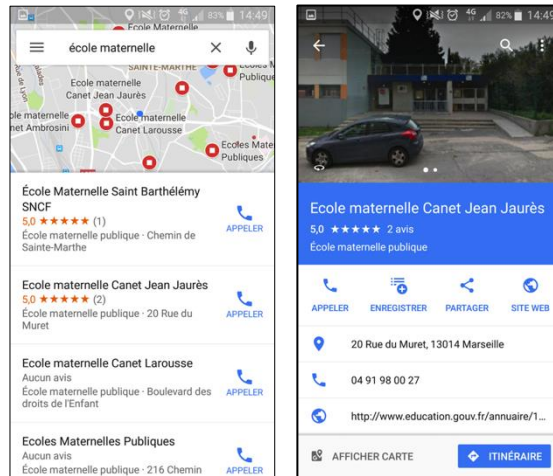 4G 83% 14:49
Ecole Maternelle
école maternelle
SAINTE-MARTHE
Publique
Ecole maternelle
Canet Jean Jaurès
Ecole maternelle
Canet Larousse
Ecoles Mate
Publiques
École Maternelle Saint Barthélémy
SNCF
5,0 ★★★★★ (1)
École maternelle publique · Chemin de
Sainte-Marthe
APPELER
Ecole maternelle Canet Jean Jaurès
5,0 ★★★★★ (2)
École maternelle publique · 20 Rue du
Muret
APPELER
Ecole maternelle Canet Larousse
Aucun avis
École maternelle publique · Boulevard des
droits de l'Enfant
APPELER
Ecoles Maternelles Publiques
Aucun avis
École maternelle publique · 216 Chemin
APPELER
4G 82% 14:49
Ecole maternelle Canet Jean Jaurès
5,0 ★★★★★ 2 avis
École maternelle publique
APPELER ENREGISTRER PARTAGER SITE WEB
20 Rue du Muret, 13014 Marseille
04 91 98 00 27
http://www.education.gouv.fr/annuaire/1...
AFFICHER CARTE ITINÉRAIRE